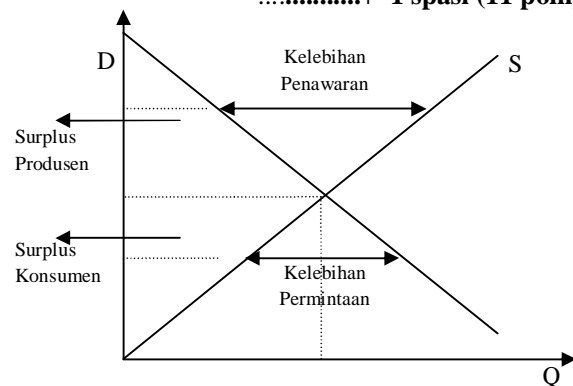 1 spasi (11 poin
D
Kelebihan
Penawaran
S
Surplus
Produsen
Surplus
Konsumen
Kelebihan
Permintaan
Q